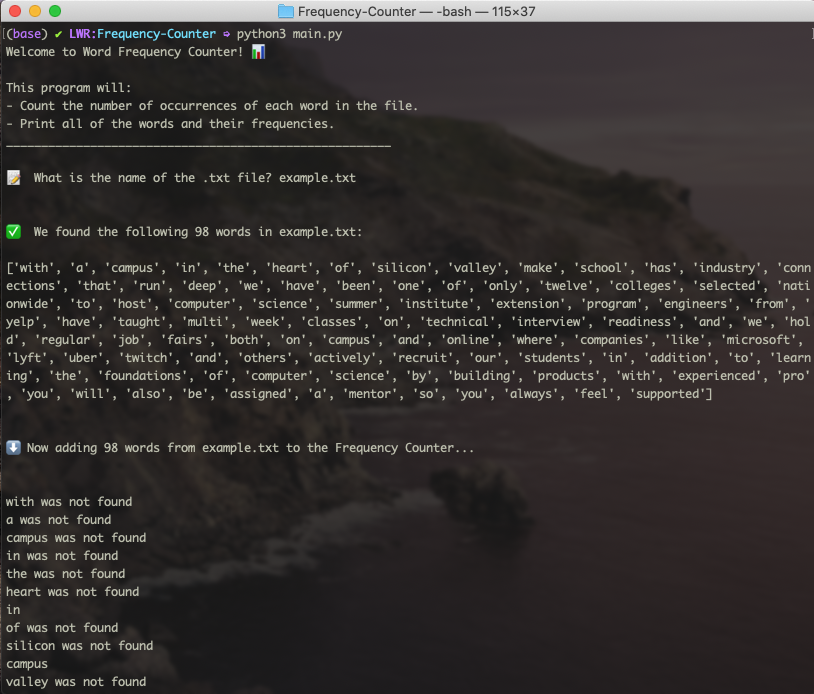 Frequency-Counter — -bash — 115×37
(base) ✔ LWR:Frequency-Counter ➪ python3 main.py
Welcome to Word Frequency Counter! 📊
This program will:
- Count the number of occurrences of each word in the file.
- Print all of the words and their frequencies.
_______________________________________________________
📝 What is the name of the .txt file? example.txt
✅ We found the following 98 words in example.txt:
['with', 'a', 'campus', 'in', 'the', 'heart', 'of', 'silicon', 'valley', 'make', 'school', 'has', 'industry', 'conn
ections', 'that', 'run', 'deep', 'we', 'have', 'been', 'one', 'of', 'only', 'twelve', 'colleges', 'selected', 'nati
onwide', 'to', 'host', 'computer', 'science', 'summer', 'institute', 'extension', 'program', 'engineers', 'from', '
yelp', 'have', 'taught', 'multi', 'week', 'classes', 'on', 'technical', 'interview', 'readiness', 'and', 'we', 'hol
d', 'regular', 'job', 'fairs', 'both', 'on', 'campus', 'and', 'online', 'where', 'companies', 'like', 'microsoft',
'lyft', 'uber', 'twitch', 'and', 'others', 'actively', 'recruit', 'our', 'students', 'in', 'addition', 'to', 'learn
ing', 'the', 'foundations', 'of', 'computer', 'science', 'by', 'building', 'products', 'with', 'experienced', 'pro'
, 'you', 'will', 'also', 'be', 'assigned', 'a', 'mentor', 'so', 'you', 'always', 'feel', 'supported']
⬇️ Now adding 98 words from example.txt to the Frequency Counter...
with was not found
a was not found
campus was not found
in was not found
the was not found
heart was not found
in
of was not found
silicon was not found
campus
valley was not found